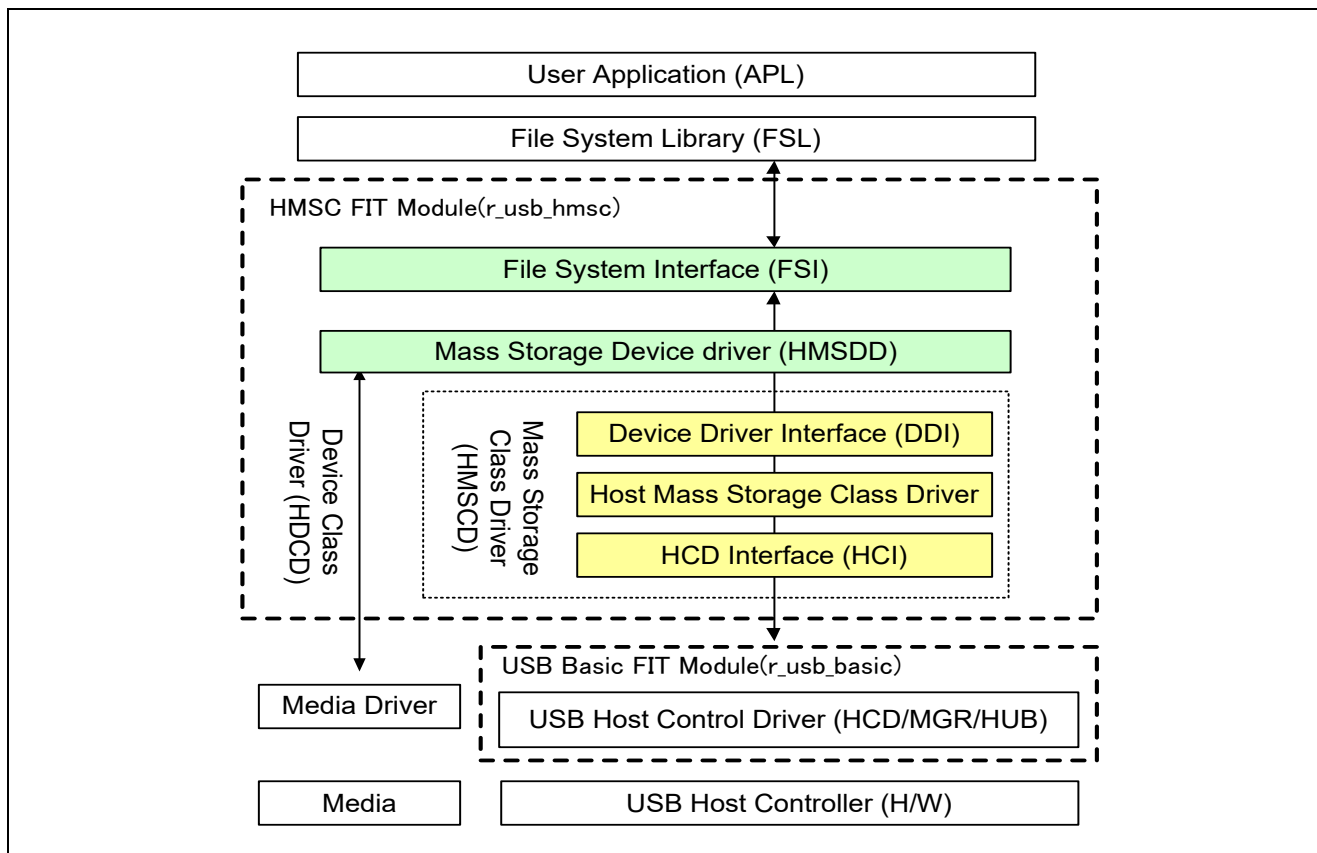 User Application (APL)
File System Library (FSL)
HMSC FIT Module(r_usb_hmsc)
File System Interface (FSI)
Mass Storage Device driver (HMSDD)
Device Class
Driver (HDCD)
Mass Storage
Class Driver
(HMSCD)
Device Driver Interface (DDI)
Host Mass Storage Class Driver
HCD Interface (HCI)
USB Basic FIT Module(r_usb_basic)
Media Driver
USB Host Control Driver (HCD/MGR/HUB)
Media
USB Host Controller (H/W)